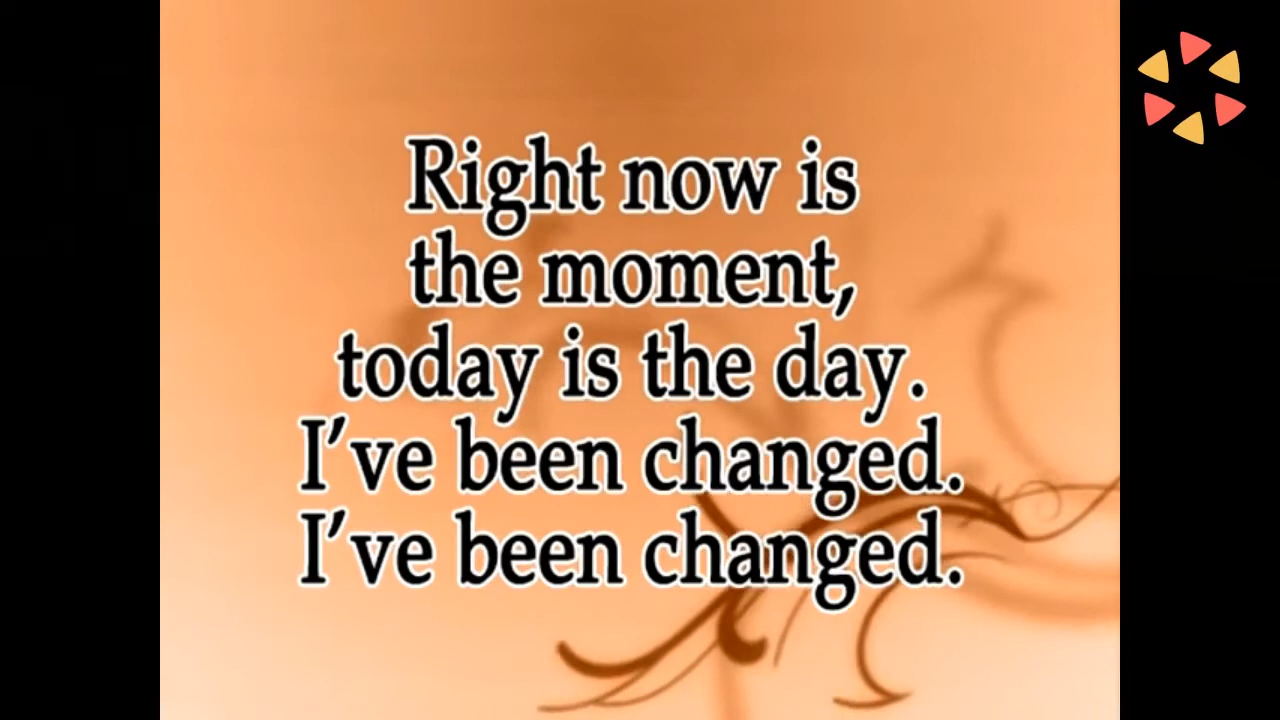 Right now is
the moment,
today is the day.
I’ve been changed.
I’ve been changed.